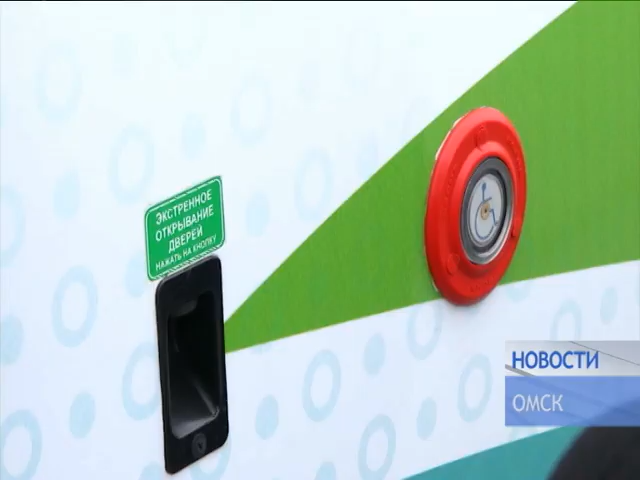 ЭКСТРЕННОЕ
ОТКРЫВАНИЕ
ДВЕРЕЙ
НАЖАТЬ НА КНОПКУ
НОВОСТИ
ОМСК